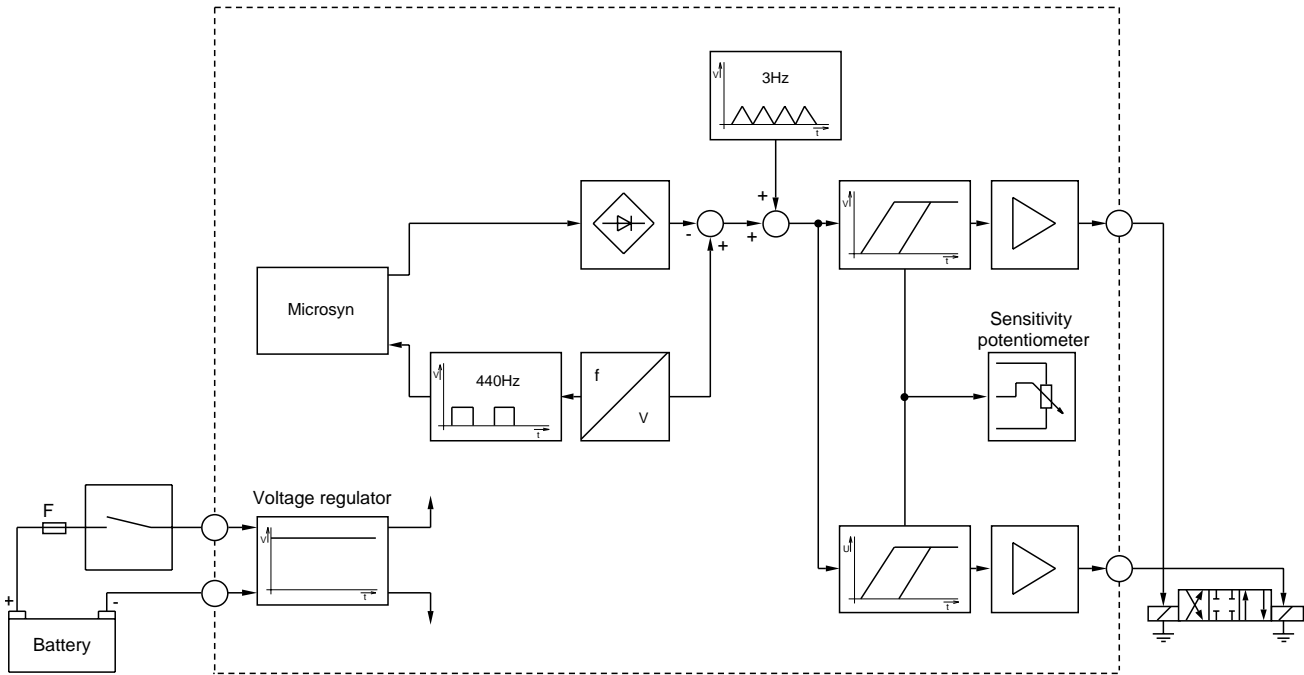 3Hz
V
t
+
-
+
+
V
t
Microsyn
Sensitivity
potentiometer
440Hz
V
t
f
V
Voltage regulator
F
V
t
U
t
+
-
Battery